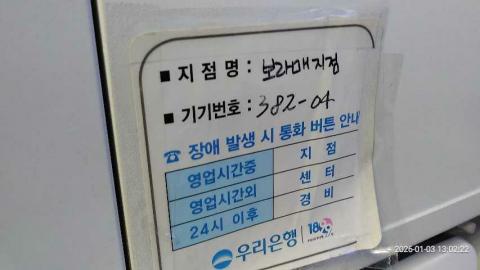 ■ 지 점 명 : 보라매지점
■ 기기번호 : 382-04
☎ 장애 발생 시 통화 버튼 안내
영업시간중 지 점
영업시간외 센 터
24시 이후 경 비
우리은행
2026-01-03 13:02:22